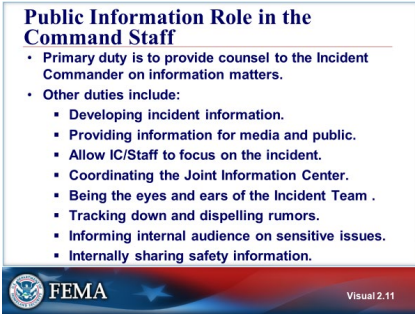 Public Information Role in the
Command Staff
• Primary duty is to provide counsel to the Incident
Commander on information matters.
• Other duties include:
▪ Developing incident information.
▪ Providing information for media and public.
▪ Allow IC/Staff to focus on the incident.
▪ Coordinating the Joint Information Center.
▪ Being the eyes and ears of the Incident Team .
▪ Tracking down and dispelling rumors.
▪ Informing internal audience on sensitive issues.
▪ Internally sharing safety information.
FEMA
Visual 2.11